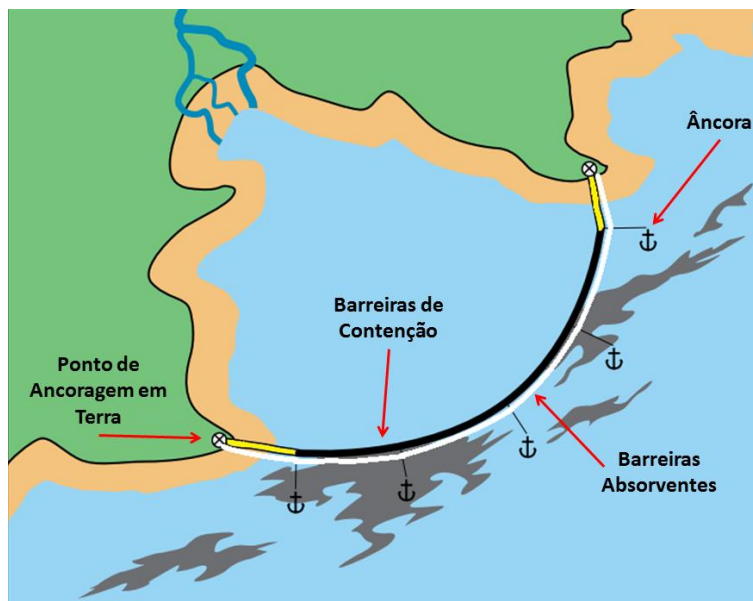 Âncora
Barreiras de
Contenção
Ponto de
Ancoragem em
Terra
Barreiras
Absorventes